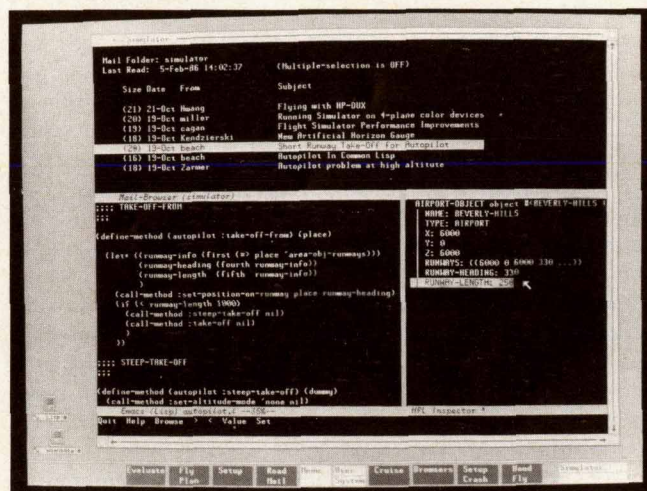 Simulator
Mail Folder: simulator
Last Read: 5-Feb-86 14:02:37 (Multiple-selection is OFF)
Size Date From Subject
(21) 21-Oct Hwang Flying with HP-UX
(20) 19-Oct miller Running Simulator on 4-plane color devices
(19) 19-Oct cagan Flight Simulator Performance Improvements
(18) 19-Oct Kendzierski New Artificial Horizon Gauge
(20) 19-Oct beach Short Runway Take-Off for Autopilot
(16) 19-Oct beach Autopilot In Common Lisp
(18) 19-Oct Zarmer Autopilot problem at high altitute
Mail-Browser (simulator)
;;;; TAKE-OFF-FROM
;;;
(define-method (autopilot :take-off-from) (place)
(let* ((runway-info (first (=> place 'area-obj-runways)))
(runway-heading (fourth runway-info))
(runway-length (fifth runway-info))
)
(call-method :set-position-on-runway place runway-heading)
(if (< runway-length 1000)
(call-method :steep-take-off nil)
(call-method :take-off nil)
)
))
;;;; STEEP-TAKE-OFF
;;;
(define-method (autopilot :steep-take-off) (dummy)
(call-method :set-altitude-mode 'none nil)
Emacs (Lisp) autopilot.l --75%--
AIRPORT-OBJECT object #<BEVERLY-HILLS
NAME: BEVERLY-HILLS
TYPE: AIRPORT
X: 6000
Y: 0
Z: 6000
RUNWAYS: ((6000 0 6000 330 ...))
RUNWAY-HEADING: 330
RUNWAY-LENGTH: 250
HPL Inspector *
Quit Help Browse > < Value Set
Evaluate Fly Plan Setup Read Mail Menu User System Cruise Browsers Setup Crash Hood Fly Simulator